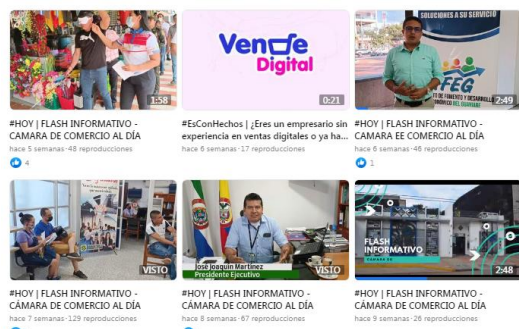 1:58
Vende
Digital
0:21
SOLUCIONES A SU SERVICIO
FEG
2:49
#HOY | FLASH INFORMATIVO -
CAMARA DE COMERCIO AL DÍA
hace 5 semanas·48 reproducciones
4
#EsConHechos | ¿Eres un empresario sin
experiencia en ventas digitales o ya ha...
hace 6 semanas·17 reproducciones
#HOY | FLASH INFORMATIVO -
CAMARA EE COMERCIO AL DÍA
hace 6 semanas·46 reproducciones
1
VISTO
José Joaquín Martínez
Presidente Ejecutivo
VISTO
FLASH
INFORMATIVO
2:48
#HOY | FLASH INFORMATIVO -
CÁMARA DE COMERCIO AL DÍA
hace 7 semanas·129 reproducciones
#HOY | FLASH INFORMATIVO -
CÁMARA DE COMERCIO AL DÍA
hace 8 semanas·67 reproducciones
#HOY | FLASH INFORMATIVO -
CÁMARA DE COMERCIO AL DÍA
hace 9 semanas·26 reproducciones